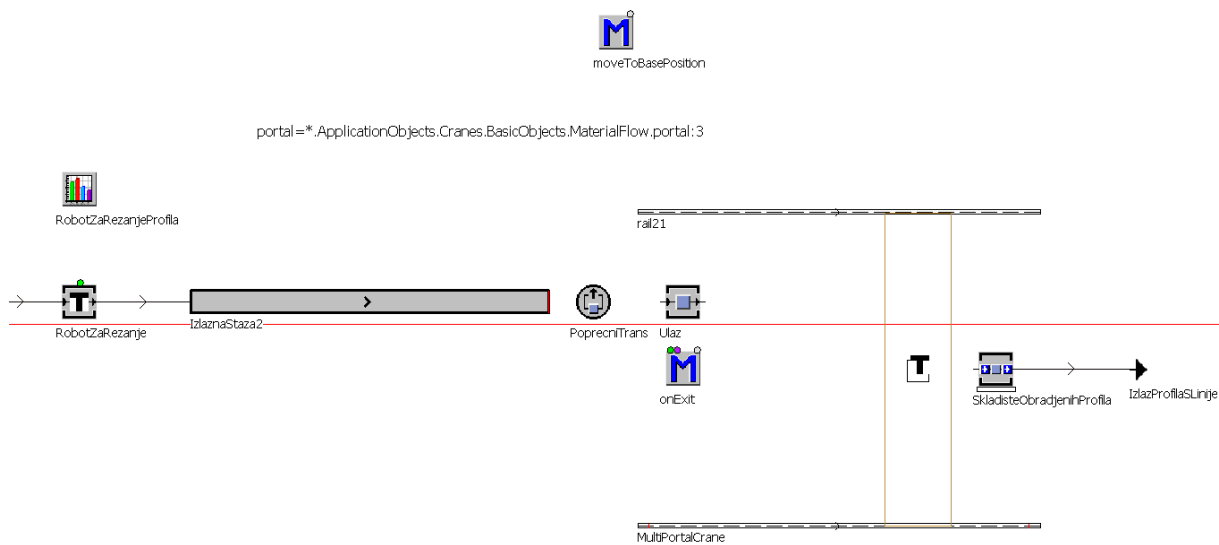 moveToBasePosition
portal=*.ApplicationObjects.Cranes.BasicObjects.MaterialFlow.portal:3
RobotZaRezanjeProfila
rail21
RobotZaRezanje
IzlaznaStaza2
PoprecniTrans
Ulaz
onExit
SkladisteObradjenihProfila
IzlazProfilaSLinije
MultiPortalCrane